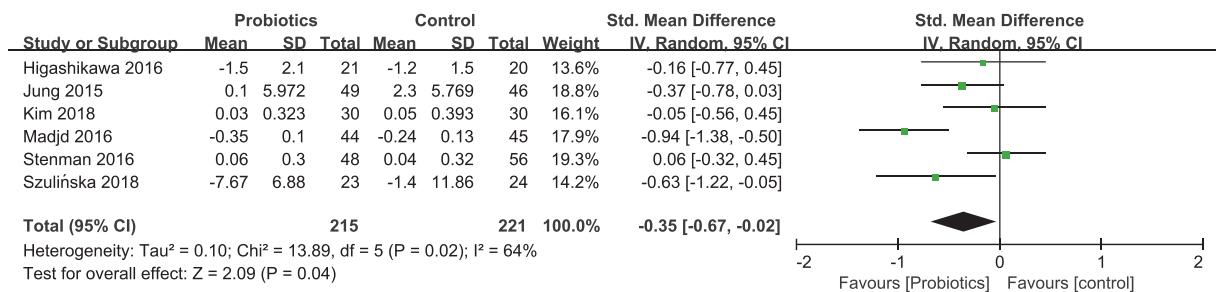 Probiotics Control Std. Mean Difference Std. Mean Difference
Study or Subgroup Mean SD Total Mean SD Total Weight IV, Random, 95% CI IV, Random, 95% CI
Higashikawa 2016 -1.5 2.1 21 -1.2 1.5 20 13.6% -0.16 [-0.77, 0.45]
Jung 2015 0.1 5.972 49 2.3 5.769 46 18.8% -0.37 [-0.78, 0.03]
Kim 2018 0.03 0.323 30 0.05 0.393 30 16.1% -0.05 [-0.56, 0.45]
Madjd 2016 -0.35 0.1 44 -0.24 0.13 45 17.9% -0.94 [-1.38, -0.50]
Stenman 2016 0.06 0.3 48 0.04 0.32 56 19.3% 0.06 [-0.32, 0.45]
Szulińska 2018 -7.67 6.88 23 -1.4 11.86 24 14.2% -0.63 [-1.22, -0.05]
Total (95% CI) 215 221 100.0% -0.35 [-0.67, -0.02]
Heterogeneity: Tau² = 0.10; Chi² = 13.89, df = 5 (P = 0.02); I² = 64%
Test for overall effect: Z = 2.09 (P = 0.04)
-2 -1 0 1 2
Favours [Probiotics] Favours [control]